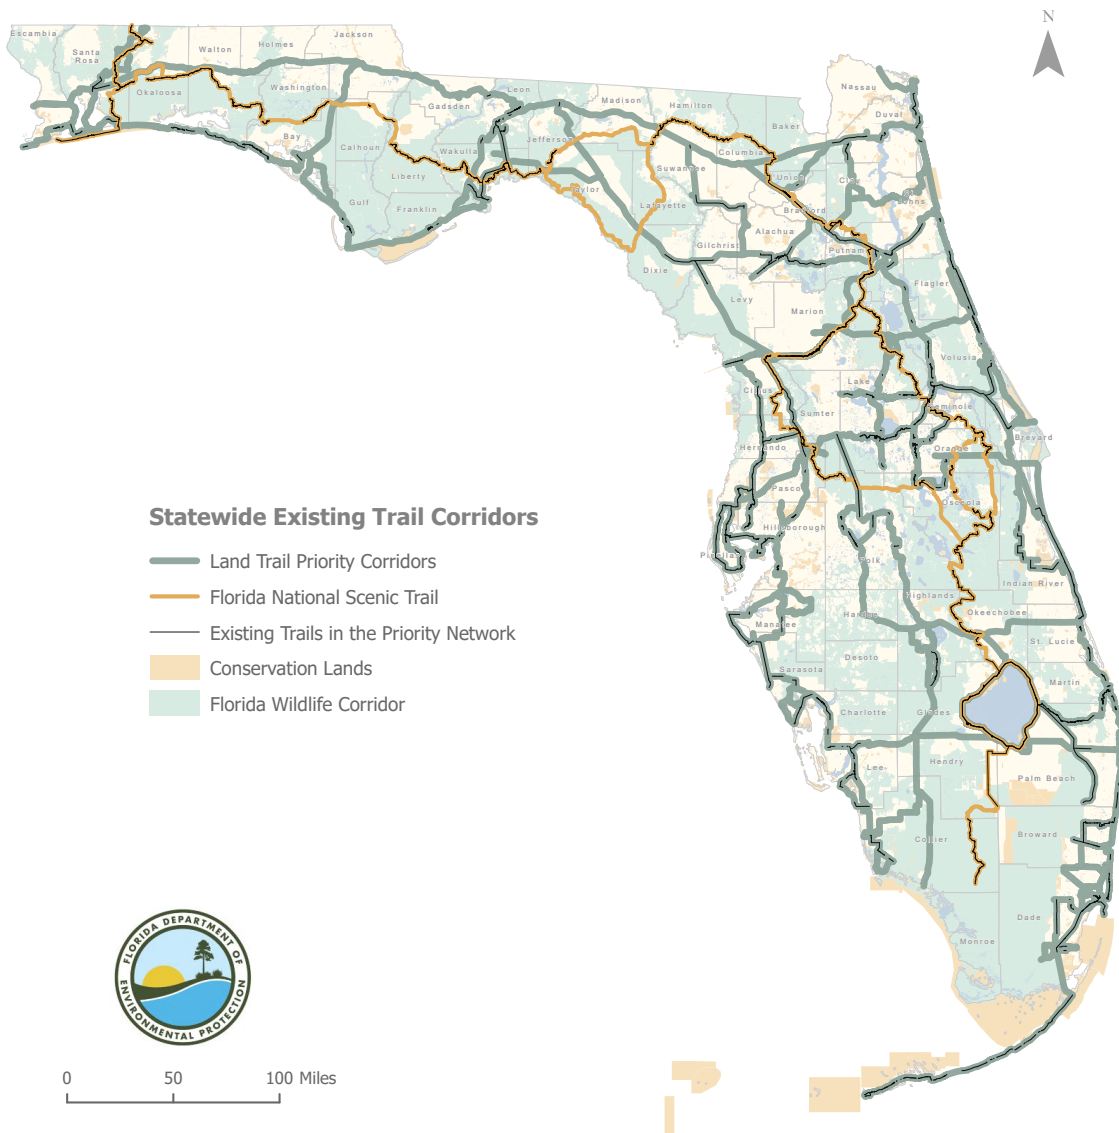 N
Escambia
Santa
Rosa
Okaloosa
Walton
Holmes
Jackson
Washington
Bay
Calhoun
Gulf
Liberty
Franklin
Gadsden
Leon
Wakulla
Jefferson
Madison
Taylor
Hamilton
Suwannee
Lafayette
Columbia
Baker
Nassau
Duval
Union
Bradford
Clay
Johns
Alachua
Putnam
Gilchrist
Dixie
Levy
Marion
Flagler
Volusia
Citrus
Sumter
Lake
Seminole
Hernando
Orange
Brevard
Pasco
Osceola
Hillsborough
Pinellas
Polk
Indian River
Highlands
Okeechobee
Manatee
Hardee
St. Lucie
Sarasota
Desoto
Martin
Charlotte
Glades
Lee
Hendry
Palm Beach
Collier
Broward
Dade
Monroe
Statewide Existing Trail Corridors
Land Trail Priority Corridors
Florida National Scenic Trail
Existing Trails in the Priority Network
Conservation Lands
Florida Wildlife Corridor
FLORIDA DEPARTMENT OF
ENVIRONMENTAL PROTECTION
0 50 100 Miles